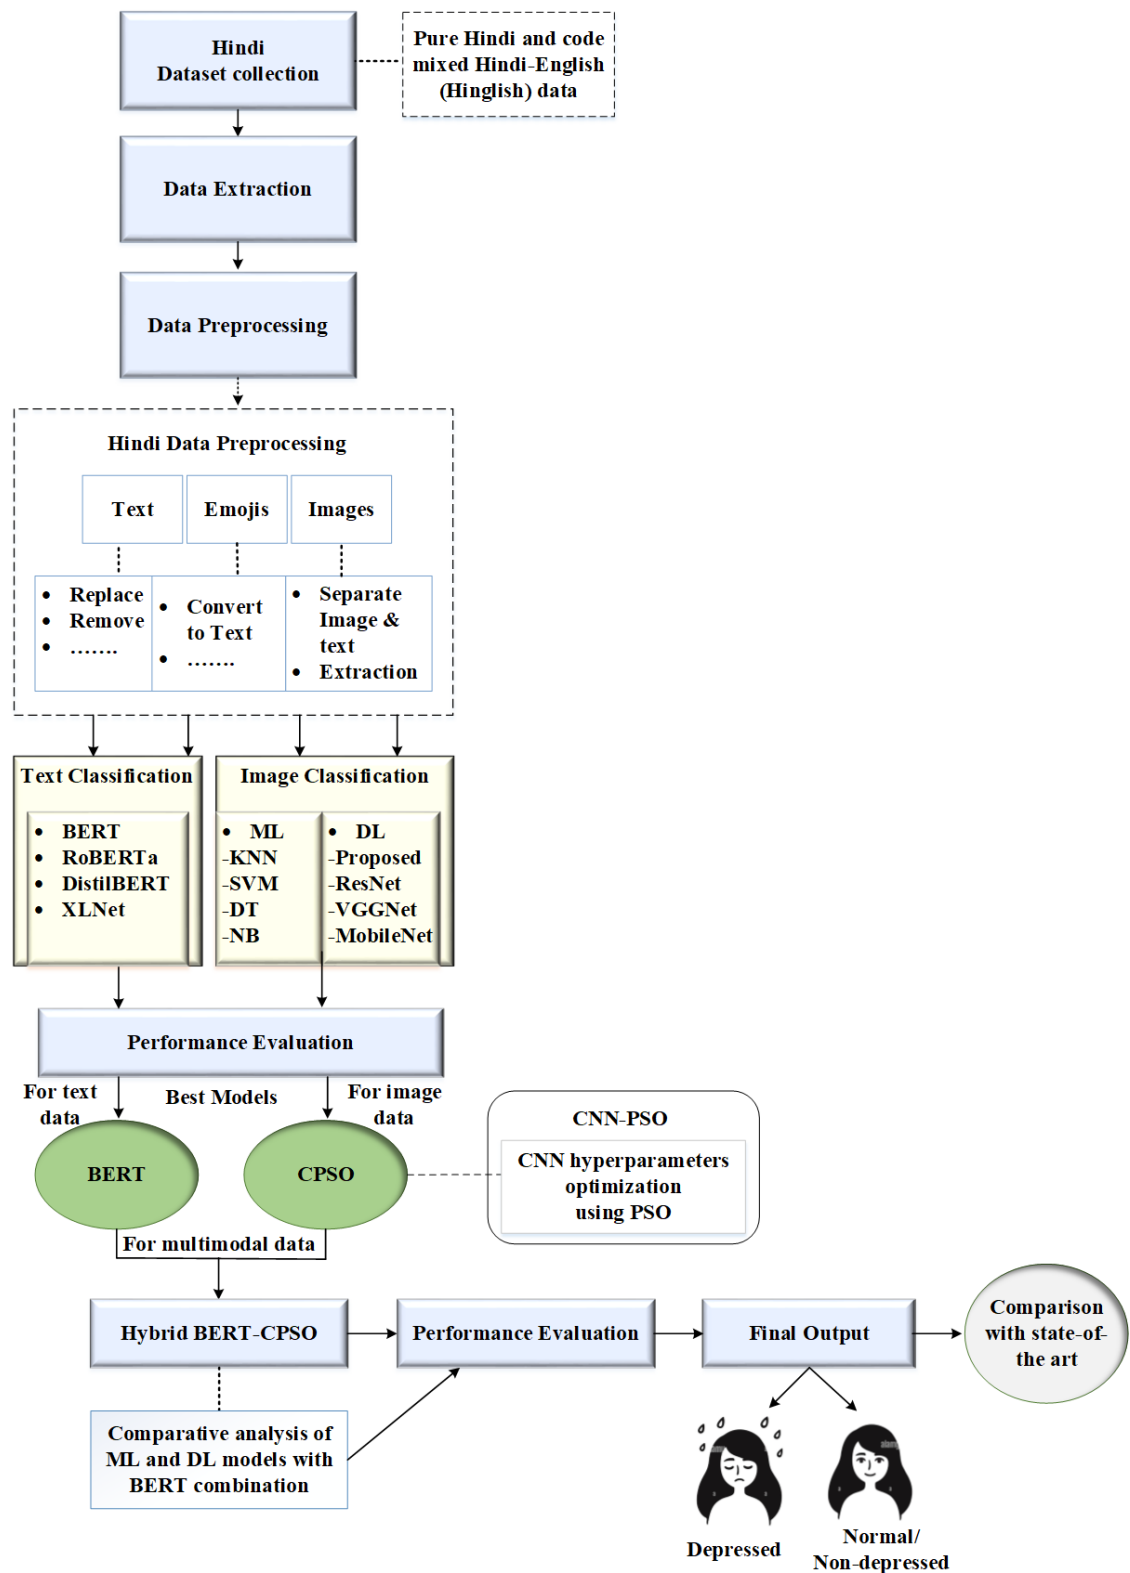 Hindi
Dataset collection
Pure Hindi and code
mixed Hindi-English
(Hinglish) data
Data Extraction
Data Preprocessing
Hindi Data Preprocessing
Text
Emojis
Images
• Replace
• Remove
• …….
• Convert
to Text
• …….
• Separate
Image &
text
• Extraction
Text Classification
• BERT
• RoBERTa
• DistilBERT
• XLNet
Image Classification
• ML
-KNN
-SVM
-DT
-NB
• DL
-Proposed
-ResNet
-VGGNet
-MobileNet
Performance Evaluation
For text
data
Best Models
For image
data
BERT
CPSO
CNN-PSO
CNN hyperparameters
optimization
using PSO
For multimodal data
Hybrid BERT-CPSO
Performance Evaluation
Final Output
Comparison
with state-of-
the art
Comparative analysis of
ML and DL models with
BERT combination
Depressed
Normal/
Non-depressed